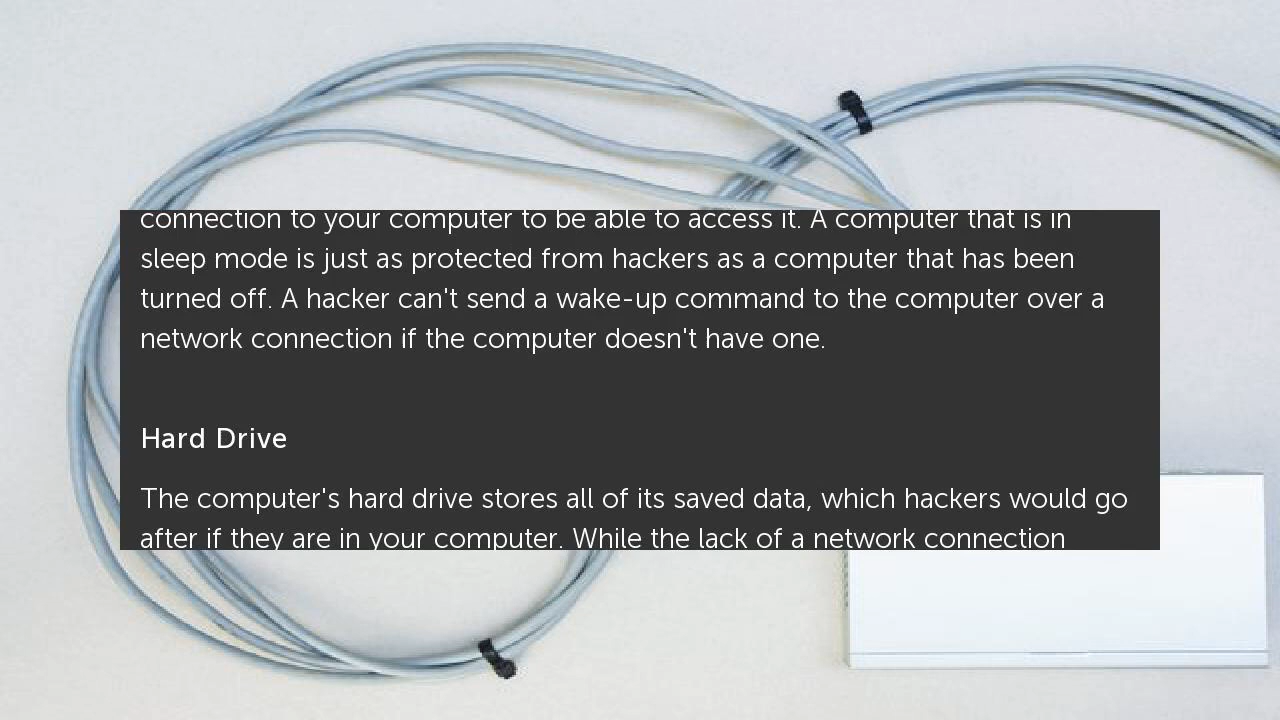 connection to your computer to be able to access it. A computer that is in
sleep mode is just as protected from hackers as a computer that has been
turned off. A hacker can't send a wake-up command to the computer over a
network connection if the computer doesn't have one.
Hard Drive
The computer's hard drive stores all of its saved data, which hackers would go
after if they are in your computer. While the lack of a network connection